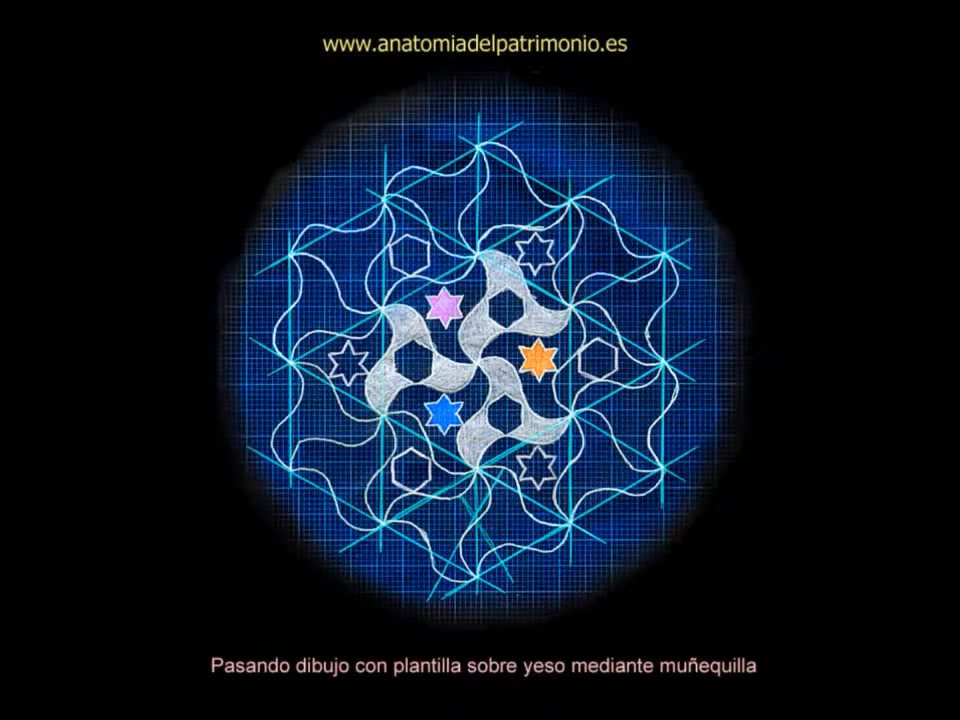 www.anatomiadelpatrimonio.es
Pasando dibujo con plantilla sobre yeso mediante muñequilla